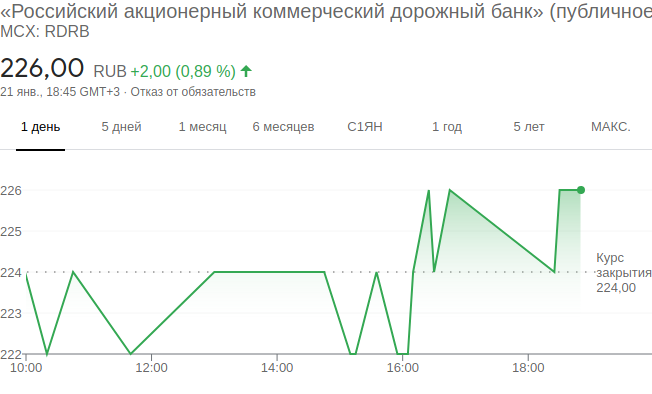 «Российский акционерный коммерческий дорожный банк» (публичное
MCX: RDRB
226,00 RUB +2,00 (0,89 %)
21 янв., 18:45 GMT+3 · Отказ от обязательств
1 день 5 дней 1 месяц 6 месяцев С1ЯН 1 год 5 лет МАКС.
226
225
Курс
224 закрытия
224,00
223
222
10:00 12:00 14:00 16:00 18:00